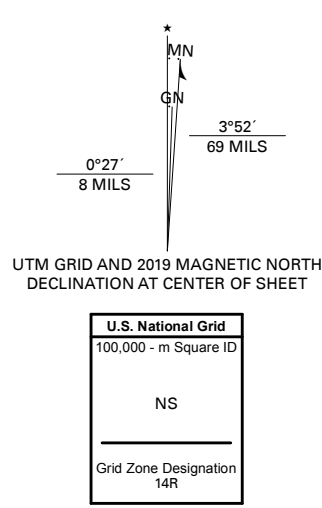 ★
MN
GN
3°52´
69 MILS
0°27´
8 MILS
UTM GRID AND 2019 MAGNETIC NORTH
DECLINATION AT CENTER OF SHEET
U.S. National Grid
100,000 - m Square ID
NS
Grid Zone Designation
14R